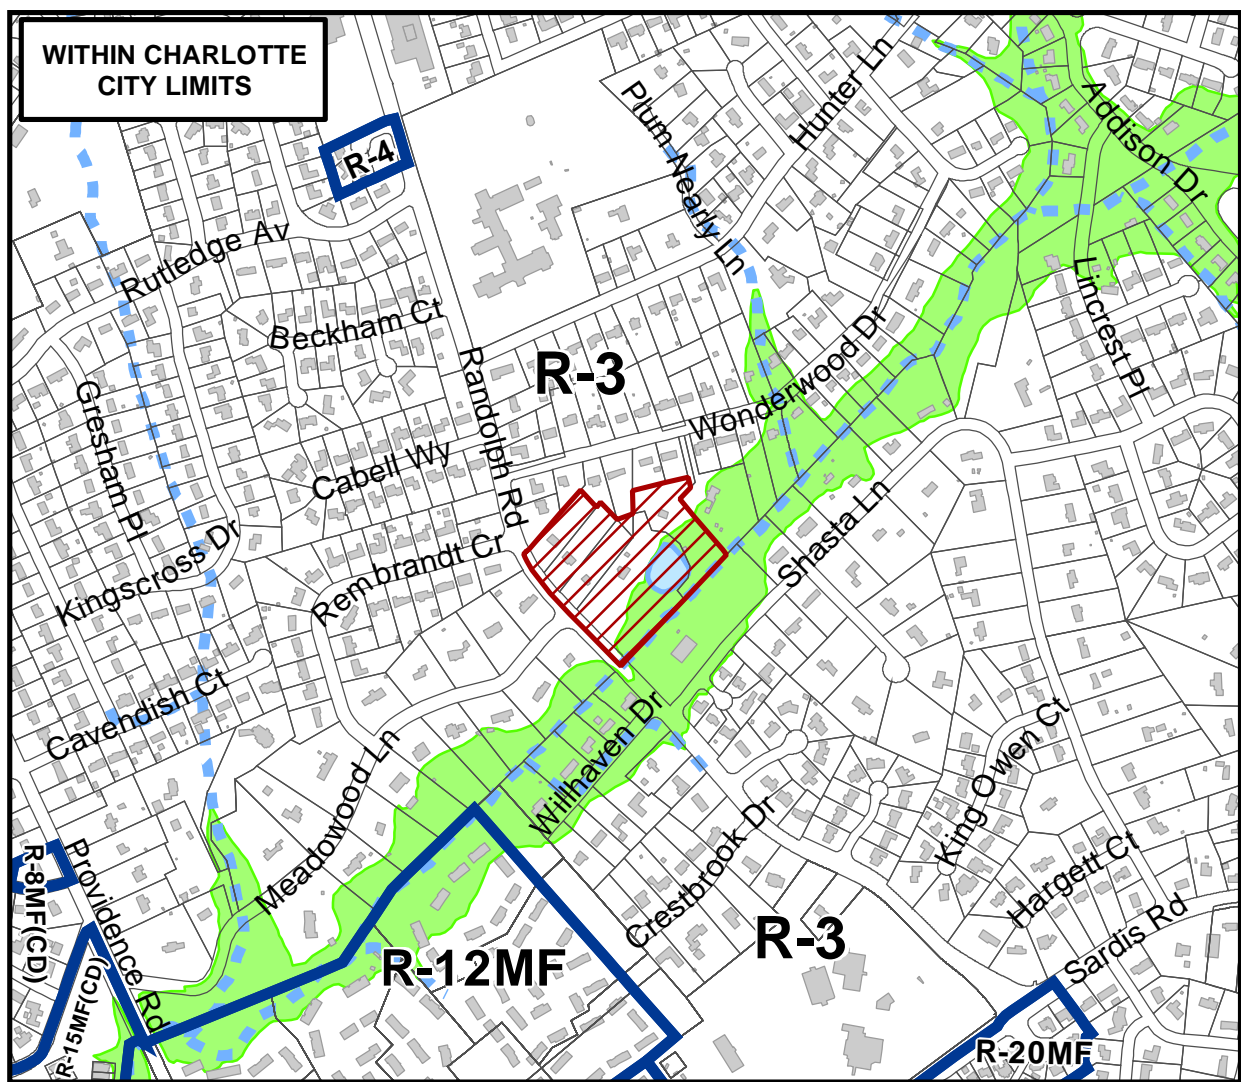 WITHIN CHARLOTTE
CITY LIMITS
Hunter Ln
Plum Nearly Ln
Addison Dr
R-4
Rutledge Av
Beckham Ct
Lincrest Pl
Randolph Rd
R-3
Wonderwood Dr
Gresham Pl
Cabell Wy
Shasta Ln
Kingscross Dr
Rembrandt Cr
Cavendish Ct
Willhaven Dr
King Owen Ct
Meadowood Ln
Crestbrook Dr
Hargett Ct
R-8MF(CD)
Providence Rd
R-3
Sardis Rd
R-12MF
R-15MF(CD)
R-20MF